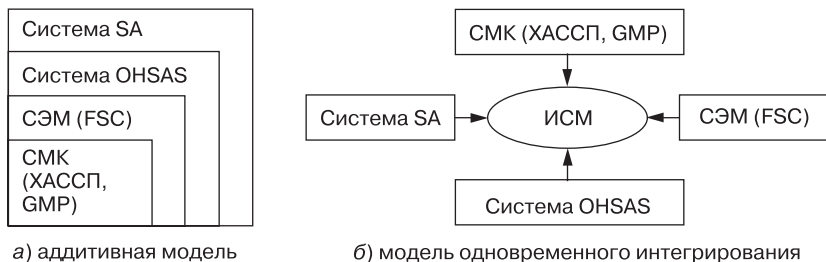 Система SA
Система OHSAS
СЭМ (FSC)
СМК
(ХАССП,
GMP)
а) аддитивная модель
СМК (ХАССП, GMP)
Система SA
ИСМ
СЭМ (FSC)
Система OHSAS
б) модель одновременного интегрирования